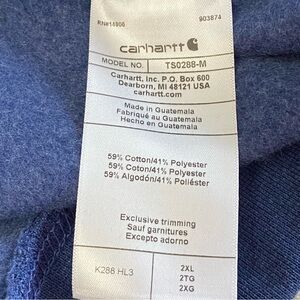 RN#14806 903874
carhartt
MODEL NO. TS0288-M
Carhartt, Inc. P.O. Box 600
Dearborn, MI 48121 USA
carhartt.com
Made in Guatemala
Fabriqué au Guatemala
Hecho en Guatemala
59% Cotton/41% Polyester
59% Coton/41% Polyester
59% Algodón/41% Poliéster
Exclusive trimming
Sauf garnitures
Excepto adorno
K288 HL3
2XL
2TG
2XG